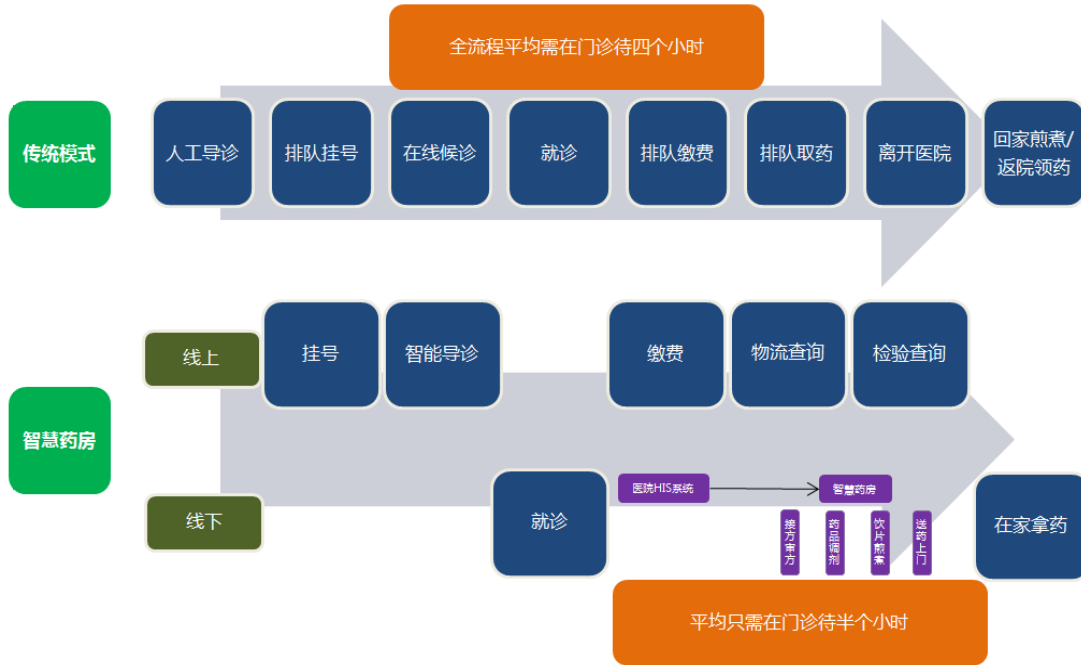 全流程平均需在门诊待四个小时
传统模式
人工导诊
排队挂号
在线候诊
就诊
排队缴费
排队取药
离开医院
回家煎煮/
返院领药
智慧药房
线上
挂号
智能导诊
缴费
物流查询
检验查询
线下
就诊
医院HIS系统
智慧药房
接方审方
药品调剂
饮片煎煮
送药上门
在家拿药
平均只需在门诊待半个小时